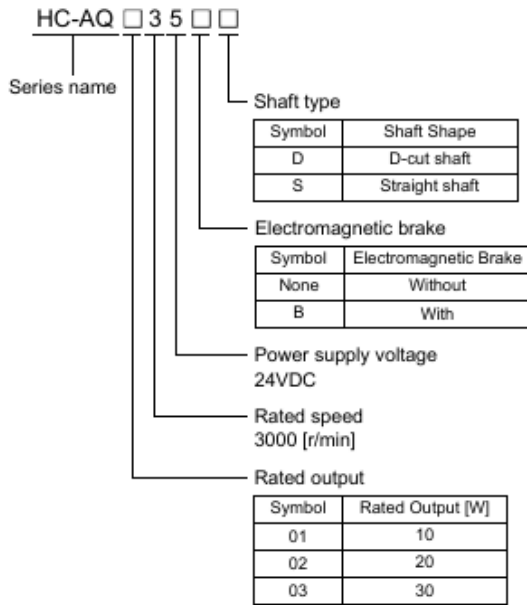 HC-AQ □ 3 5 □ □
Series name
Shaft type
Symbol Shaft Shape
D D-cut shaft
S Straight shaft
Electromagnetic brake
Symbol Electromagnetic Brake
None Without
B With
Power supply voltage
24VDC
Rated speed
3000 [r/min]
Rated output
Symbol Rated Output [W]
01 10
02 20
03 30